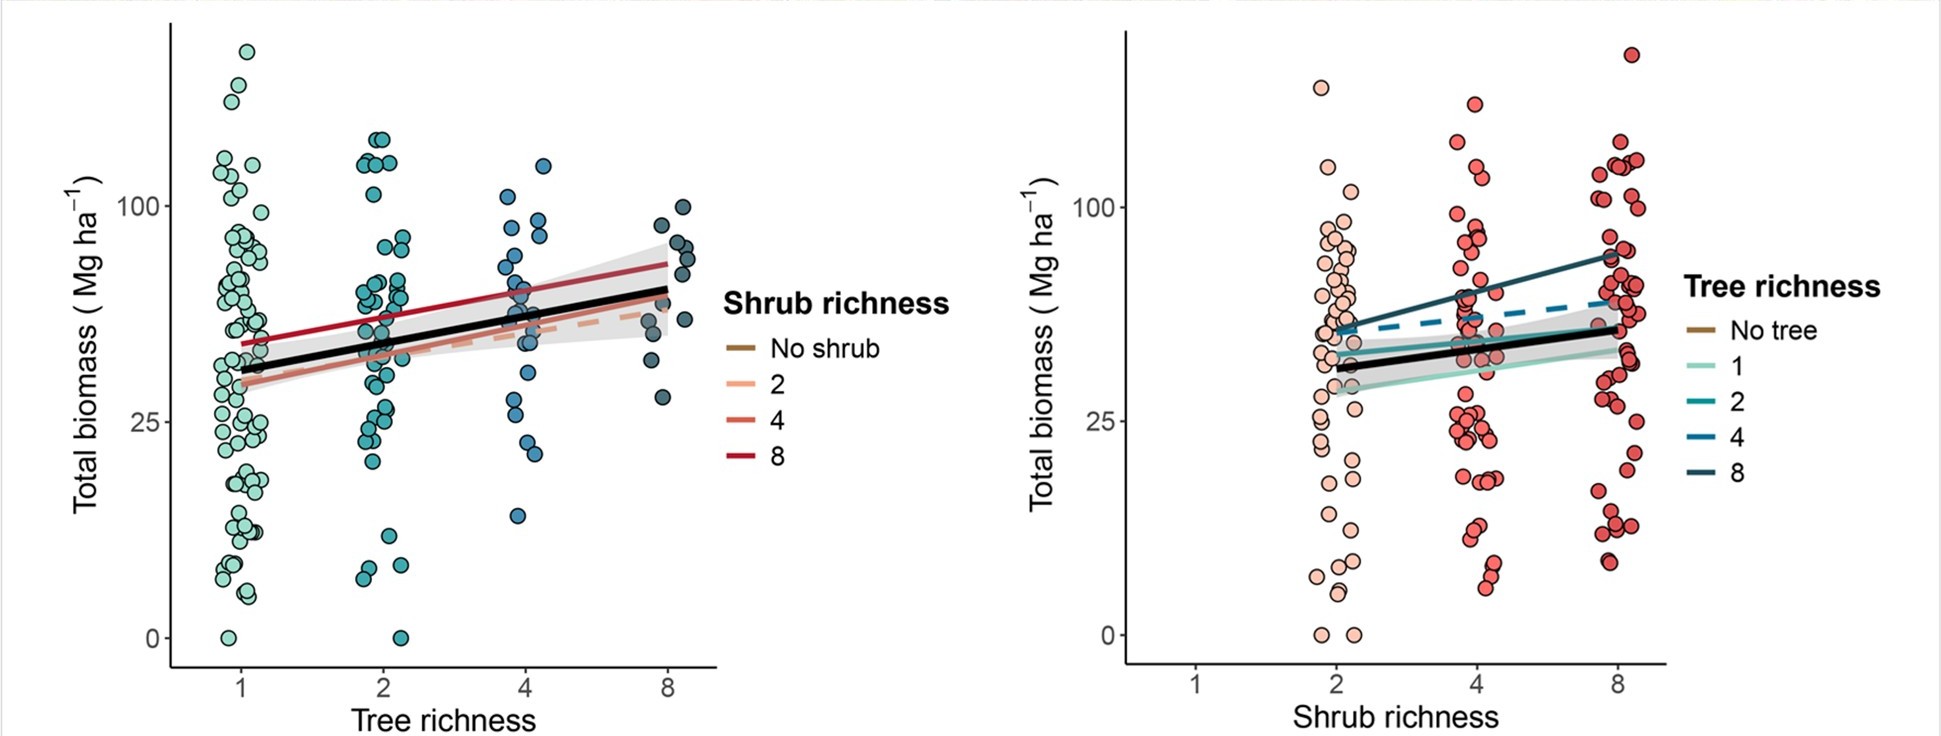 Total biomass ( Mg ha⁻¹)
100
25
0
1 2 4 8
Tree richness
Shrub richness
No shrub
2
4
8
Total biomass ( Mg ha⁻¹)
100
25
0
1 2 4 8
Shrub richness
Tree richness
No tree
1
2
4
8